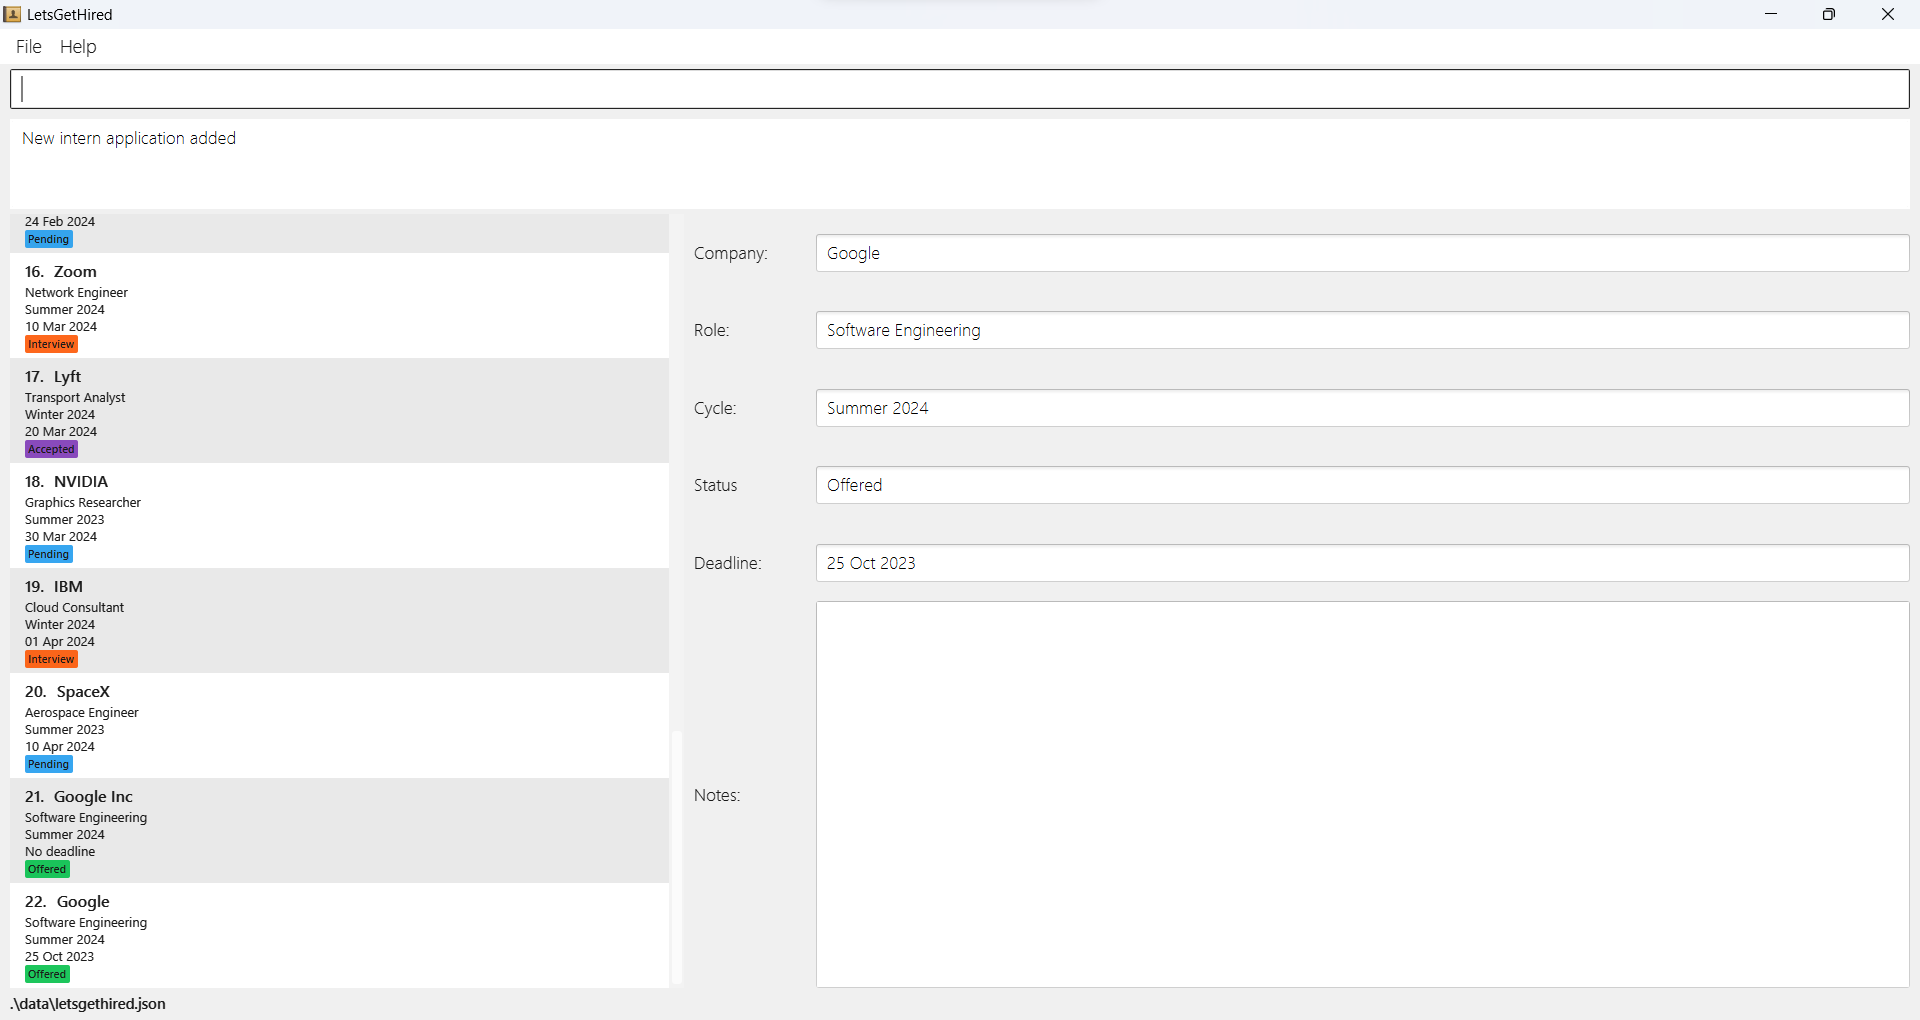 LetsGetHired
File Help
New intern application added
24 Feb 2024
Pending
16. Zoom
Network Engineer
Summer 2024
10 Mar 2024
Interview
17. Lyft
Transport Analyst
Winter 2024
20 Mar 2024
Accepted
18. NVIDIA
Graphics Researcher
Summer 2023
30 Mar 2024
Pending
19. IBM
Cloud Consultant
Winter 2024
01 Apr 2024
Interview
20. SpaceX
Aerospace Engineer
Summer 2023
10 Apr 2024
Pending
21. Google Inc
Software Engineering
Summer 2024
No deadline
Offered
22. Google
Software Engineering
Summer 2024
25 Oct 2023
Offered
Company: Google
Role: Software Engineering
Cycle: Summer 2024
Status Offered
Deadline: 25 Oct 2023
Notes:
.\data\letsgethired.json